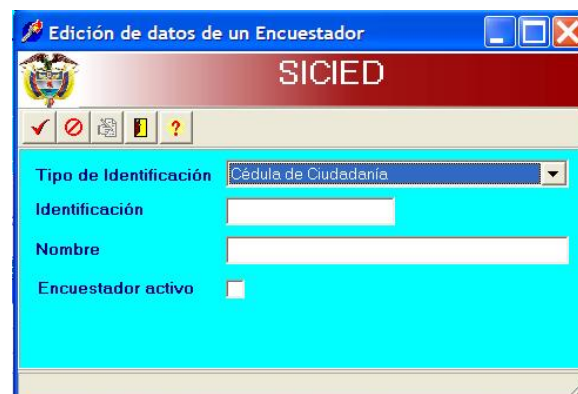 Edición de datos de un Encuestador
SICIED
?
Tipo de Identificación Cédula de Ciudadanía
Identificación
Nombre
Encuestador activo